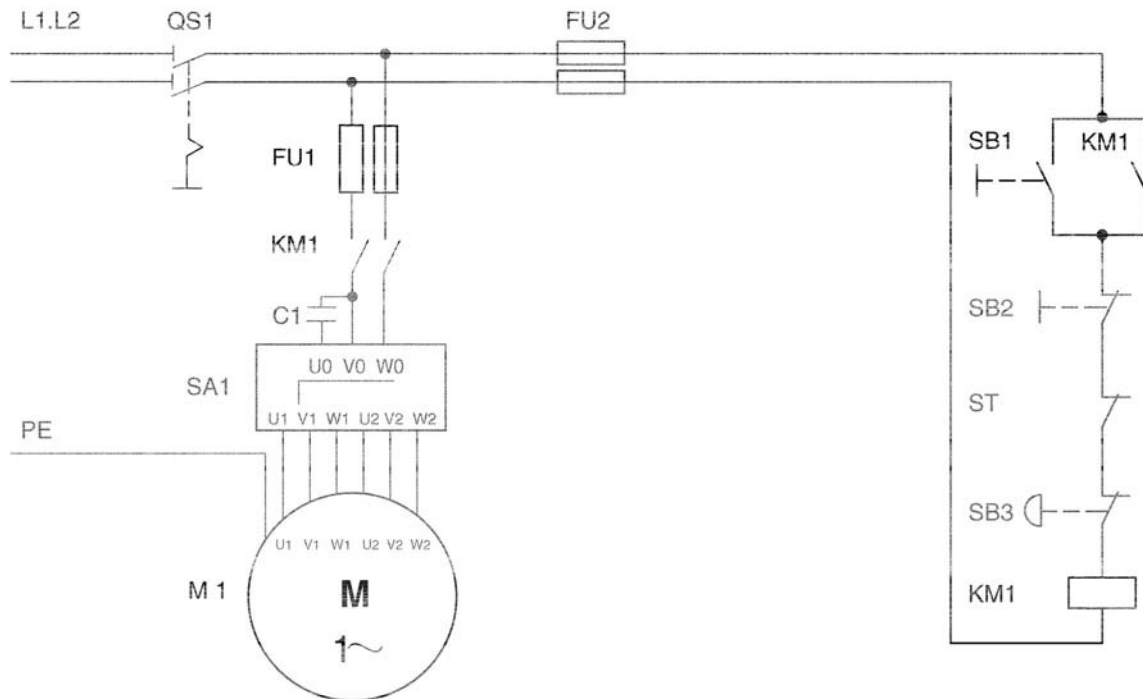 L1.L2 QS1 FU2
SB1 KM1
FU1
KM1
C1
SB2
U0 V0 W0
SA1
U1 V1 W1 U2 V2 W2
ST
PE
SB3
U1 V1 W1 U2 V2 W2
M 1 M KM1
1~